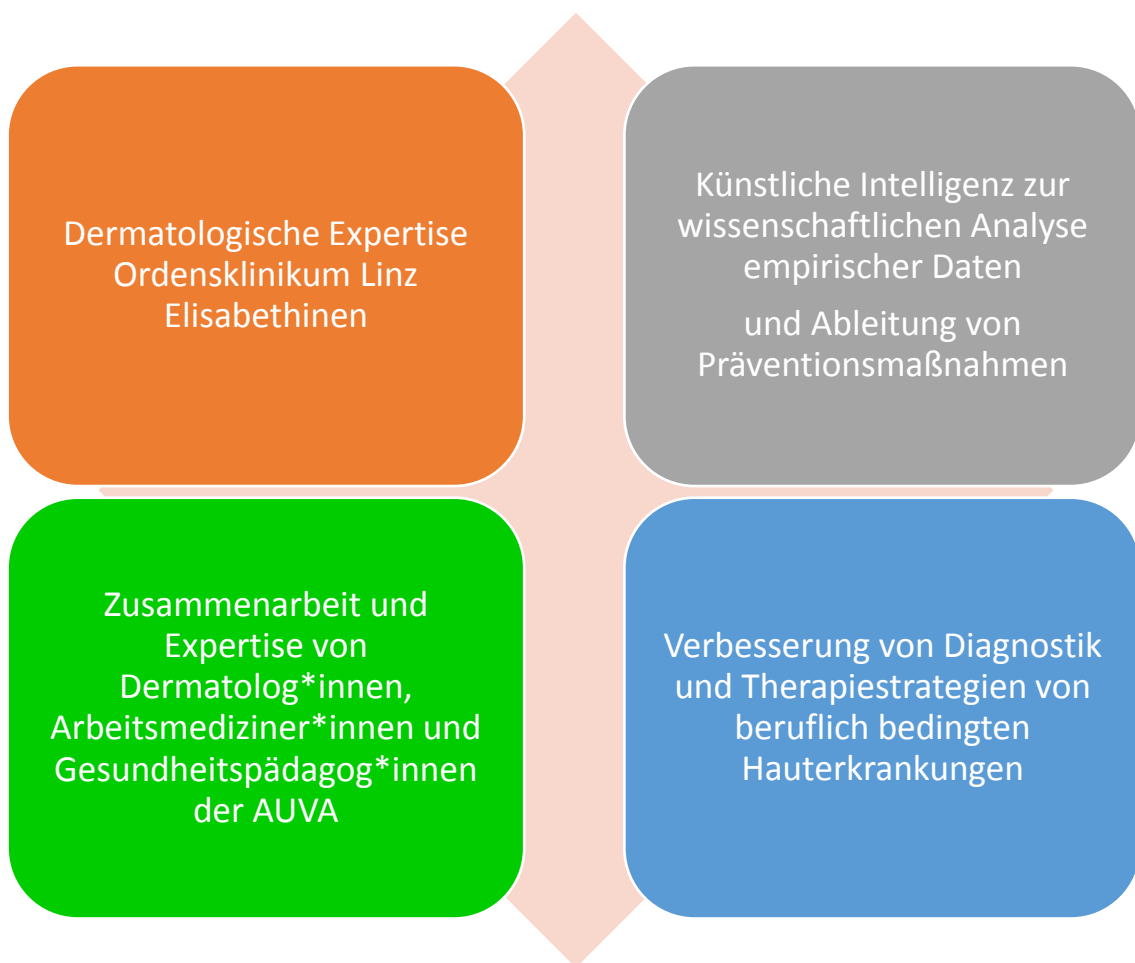 Dermatologische Expertise
Ordensklinikum Linz
Elisabethinen
Künstliche Intelligenz zur
wissenschaftlichen Analyse
empirischer Daten
und Ableitung von
Präventionsmaßnahmen
Zusammenarbeit und
Expertise von
Dermatolog*innen,
Arbeitsmediziner*innen und
Gesundheitspädagog*innen
der AUVA
Verbesserung von Diagnostik
und Therapiestrategien von
beruflich bedingten
Hauterkrankungen